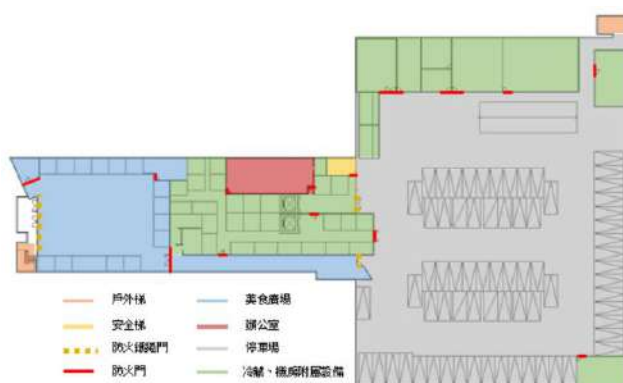 戶外梯
安全梯
防火鐵捲門
防火門
美食廣場
辦公室
停車場
冷藏、機房附屬設備